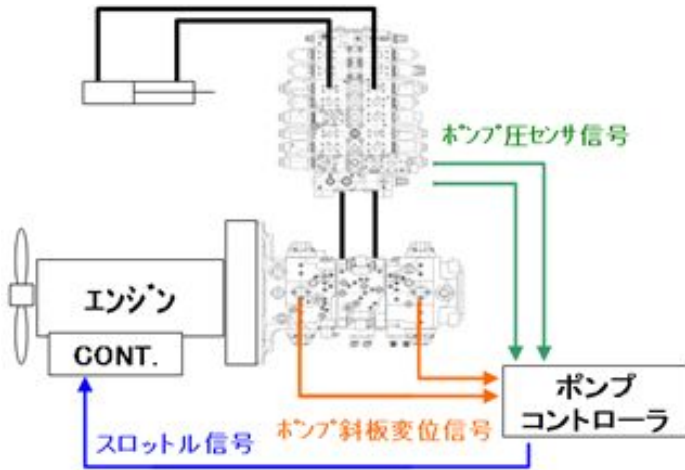 ﾎﾟﾝﾌﾟ圧センサ信号
エンジン
CONT.
ポンプ
コントローラ
スロットル信号
ﾎﾟﾝﾌﾟ斜板変位信号